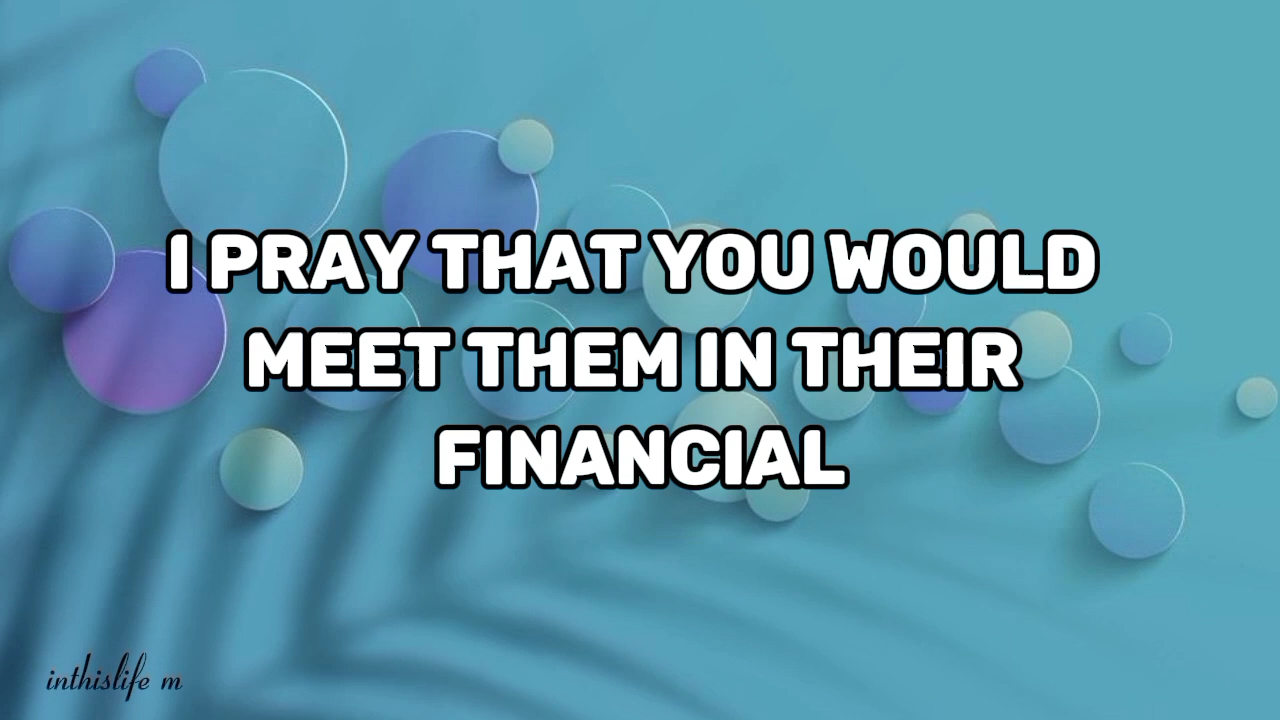 I PRAY THAT YOU WOULD
MEET THEM IN THEIR
FINANCIAL
inthislife m